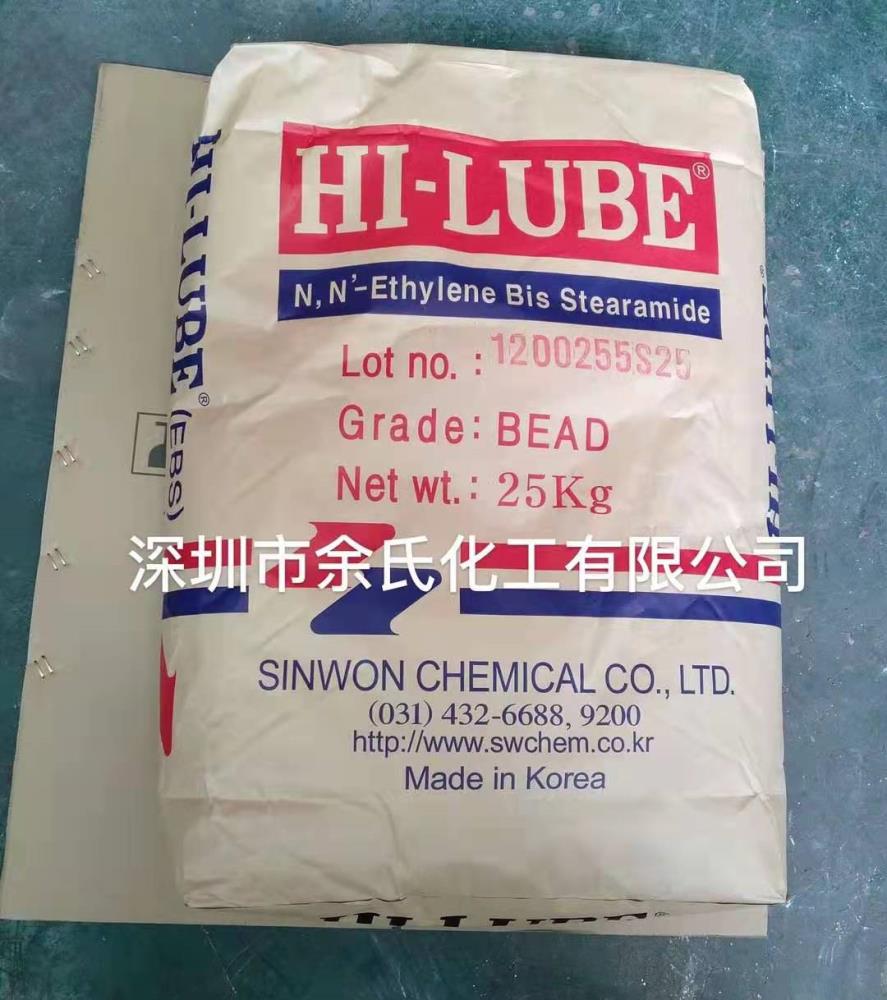 HI-LUBE®
N,N'-Ethylene Bis Stearamide
Lot no. : 1200255S25
Grade: BEAD
Net wt. : 25Kg
深圳市余氏化工有限公司
SINWON CHEMICAL CO., LTD.
(031) 432-6688, 9200
http://www.swchem.co.kr
Made in Korea
HI-LUBE® (EBS)
HI-LUBE®